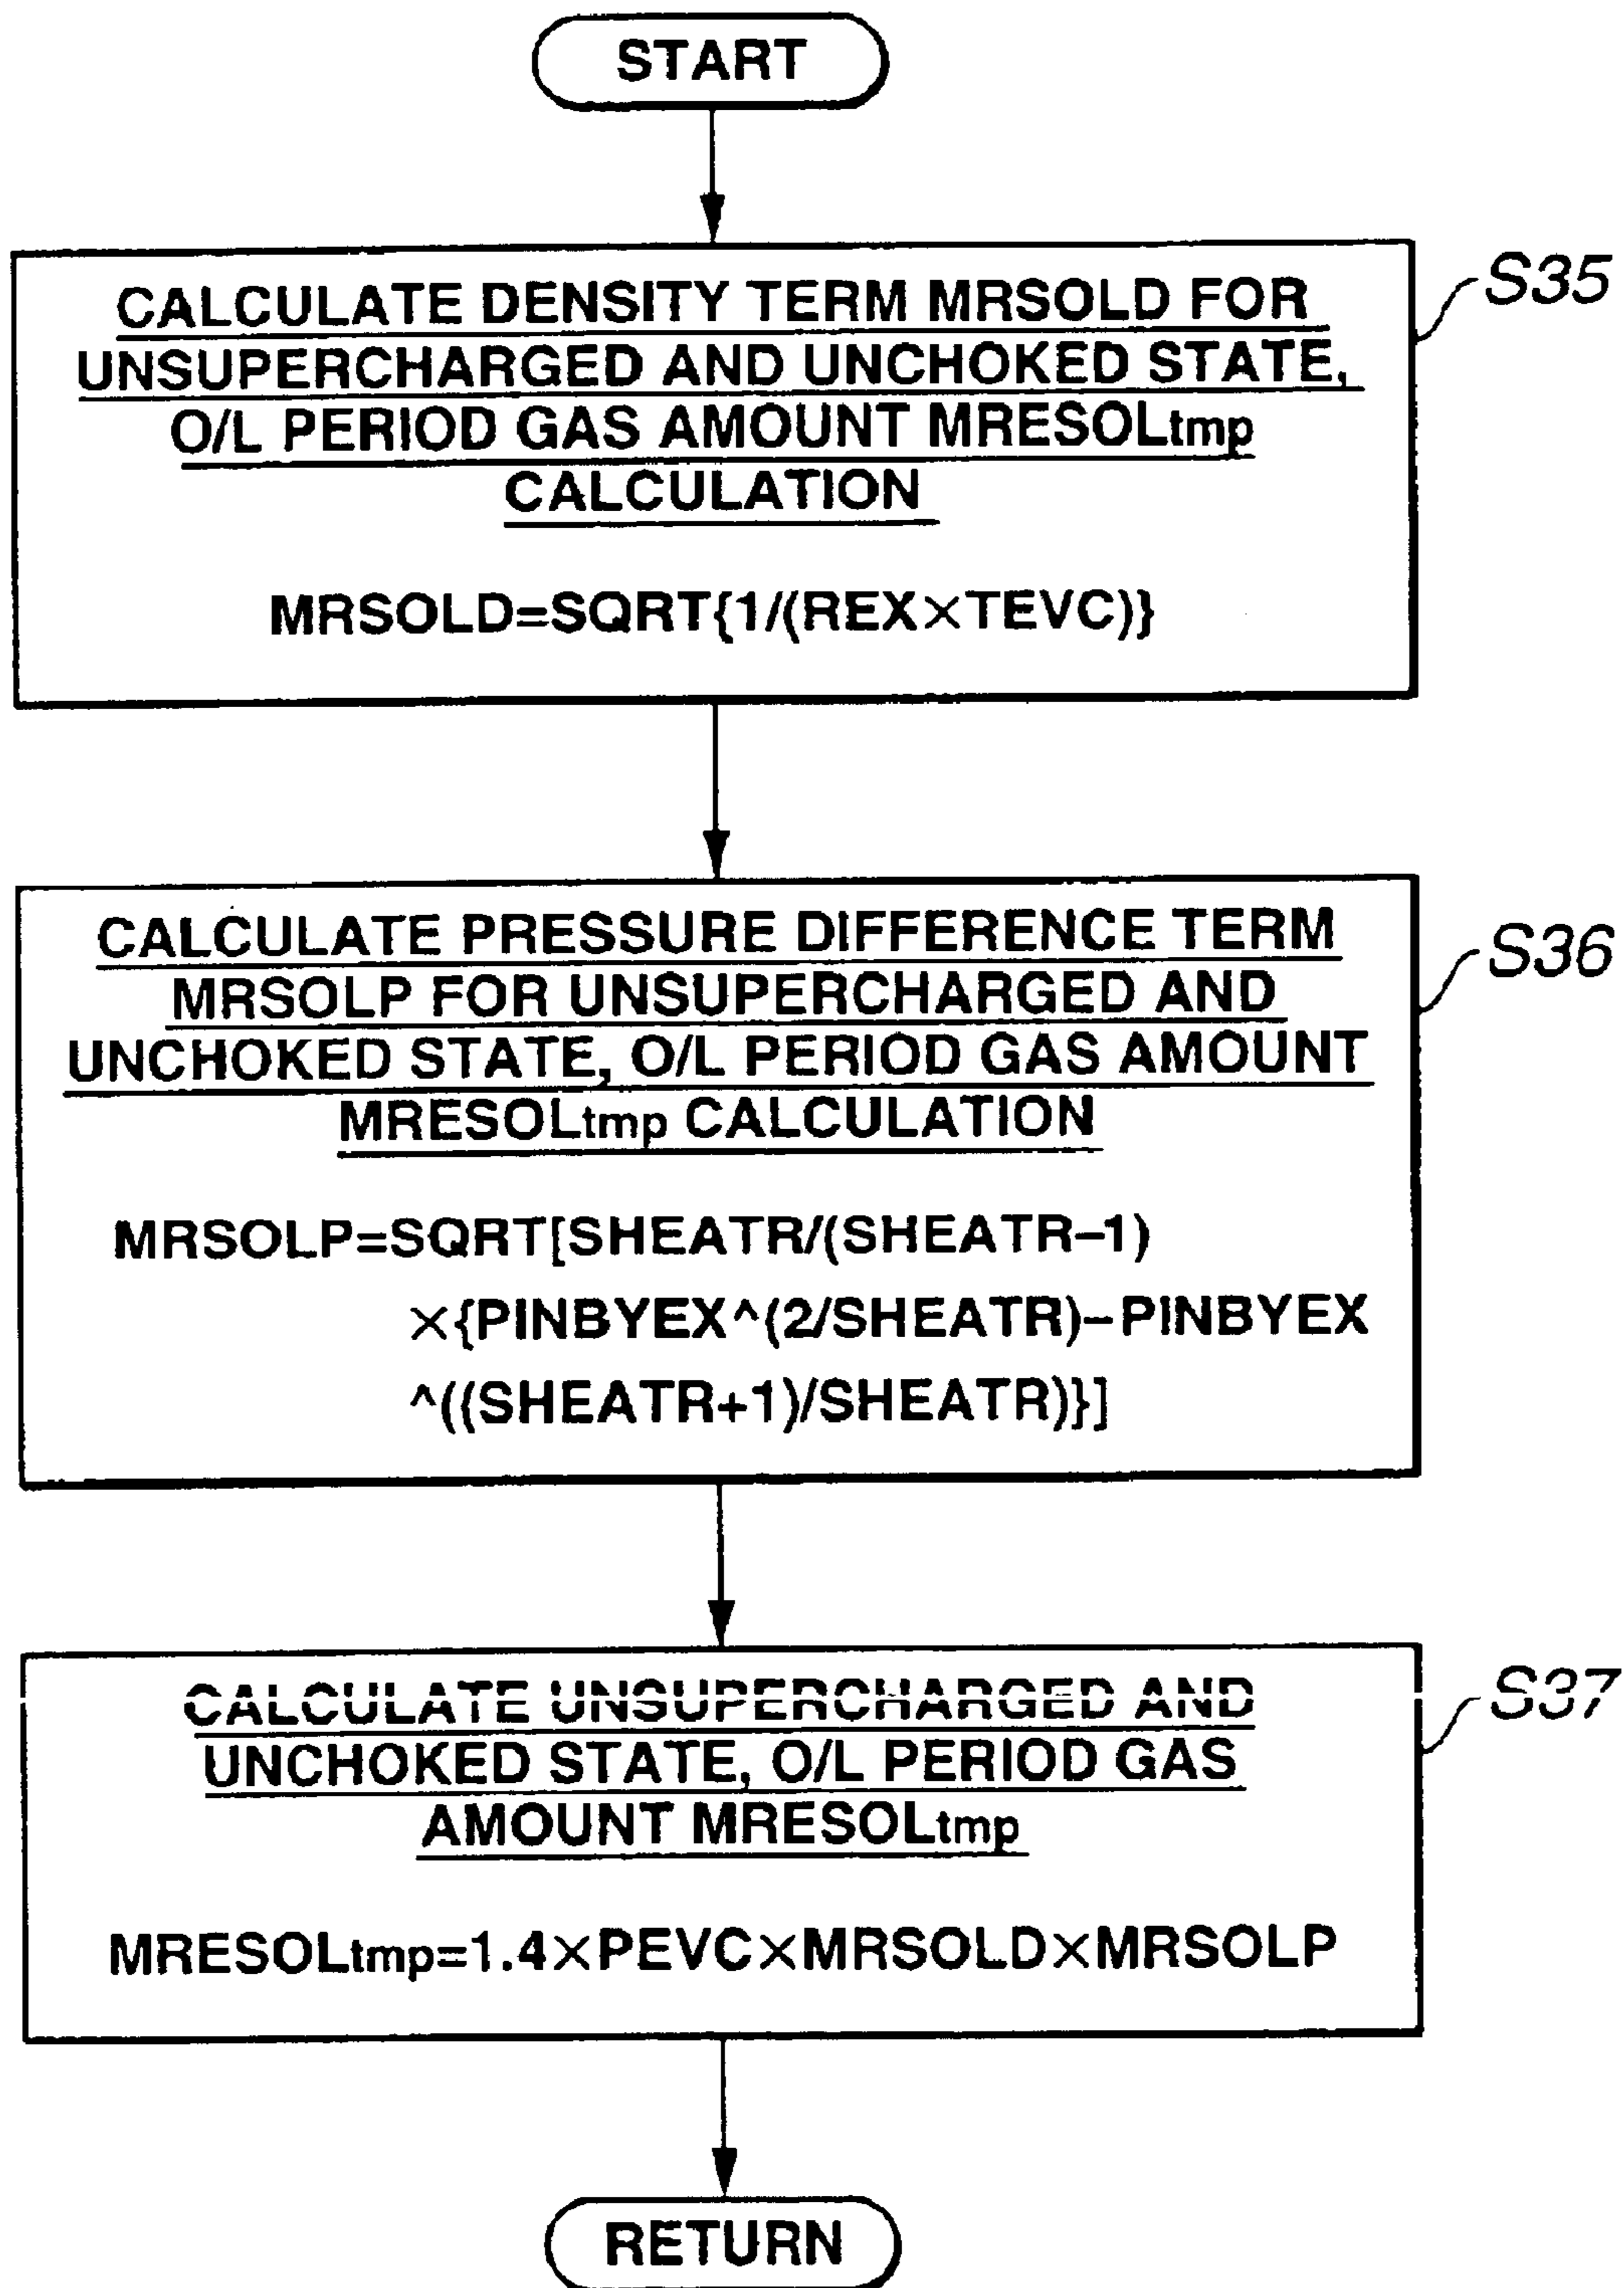 START
S35
CALCULATE DENSITY TERM MRSOLD FOR
UNSUPERCHARGED AND UNCHOKED STATE,
O/L PERIOD GAS AMOUNT MRESOLtmp
CALCULATION
MRSOLD=SQRT{1/(REX×TEVC)}
S36
CALCULATE PRESSURE DIFFERENCE TERM
MRSOLP FOR UNSUPERCHARGED AND
UNCHOKED STATE, O/L PERIOD GAS AMOUNT
MRESOLtmp CALCULATION
MRSOLP=SQRT[SHEATR/(SHEATR–1)
×{PINBYEX^(2/SHEATR)–PINBYEX
^((SHEATR+1)/SHEATR)}]
S37
CALCULATE UNSUPERCHARGED AND
UNCHOKED STATE, O/L PERIOD GAS
AMOUNT MRESOLtmp
MRESOLtmp=1.4×PEVC×MRSOLD×MRSOLP
RETURN